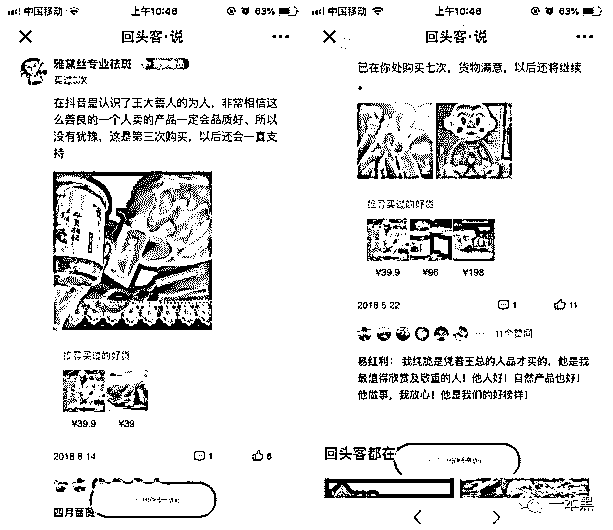 中国移动
上午10:46
63%
回头客·说
雅黛丝专业祛斑
买过3次
在抖音是认识了王大善人的为人，非常相信这
么善良的一个人卖的产品一定会品质好、所以
没有犹豫，这是第三次购买，以后还会一直支
持
推荐买过的好货
¥39.9
¥39
2018.8.14
1
6
四月蔷薇
中国移动
上午10:46
63%
回头客·说
已在你处购买七次，货物满意，以后还将继续
。
推荐买过的好货
¥39.9
¥96
¥198
2018.5.22
1
11
11个赞同
易红利：我纯脆是凭着王总的人品才买的，他是我
最值得欣赏及敬重的人！他人好！自然产品也好！
他做事，我放心！他是我们的好榜样！
回头客都在
一本黑